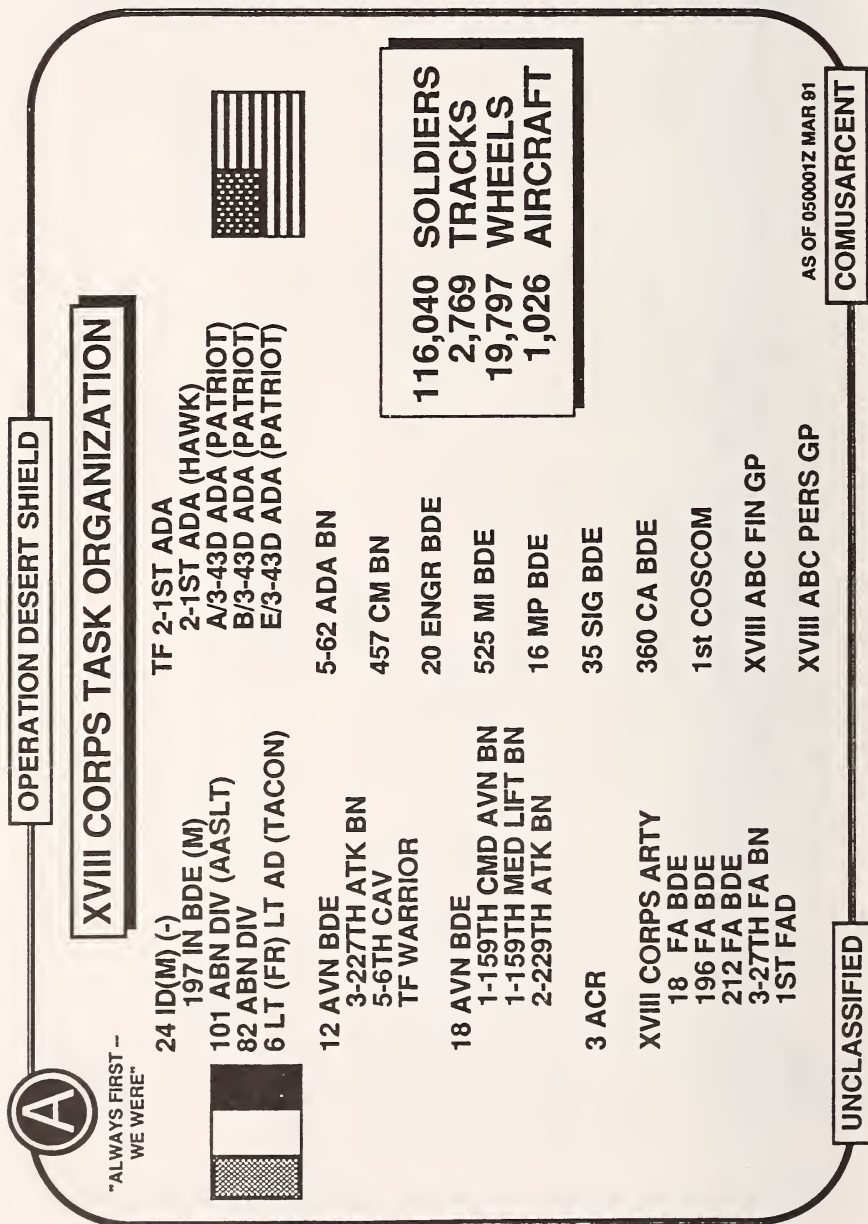 OPERATION DESERT SHIELD
A
"ALWAYS FIRST –
WE WERE"
XVIII CORPS TASK ORGANIZATION
24 ID(M) (-)
197 IN BDE (M)
101 ABN DIV (AASLT)
82 ABN DIV
6 LT (FR) LT AD (TACON)
12 AVN BDE
3-227TH ATK BN
5-6TH CAV
TF WARRIOR
18 AVN BDE
1-159TH CMD AVN BN
1-159TH MED LIFT BN
2-229TH ATK BN
3 ACR
XVIII CORPS ARTY
18 FA BDE
196 FA BDE
212 FA BDE
3-27TH FA BN
1ST FAD
TF 2-1ST ADA
2-1ST ADA (HAWK)
A/3-43D ADA (PATRIOT)
B/3-43D ADA (PATRIOT)
E/3-43D ADA (PATRIOT)
5-62 ADA BN
457 CM BN
20 ENGR BDE
525 MI BDE
16 MP BDE
35 SIG BDE
360 CA BDE
1st COSCOM
XVIII ABC FIN GP
XVIII ABC PERS GP
116,040 SOLDIERS
2,769 TRACKS
19,797 WHEELS
1,026 AIRCRAFT
AS OF 050001Z MAR 91
UNCLASSIFIED
COMUSARCENT